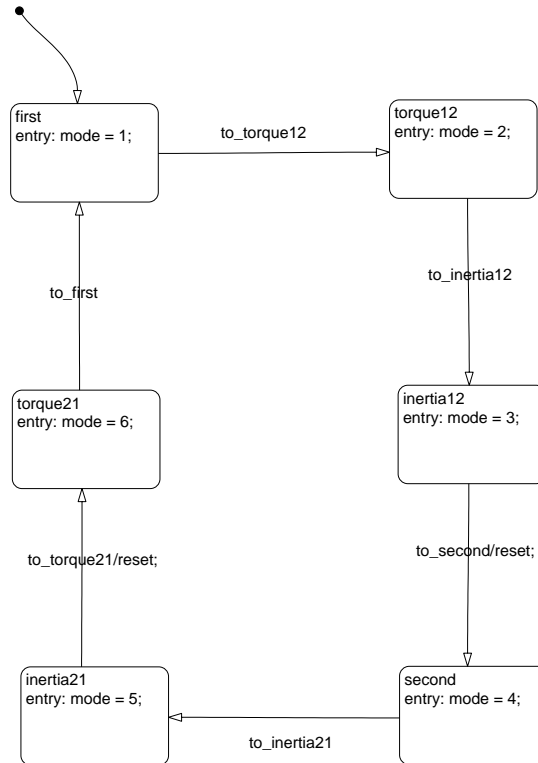 first
entry: mode = 1;
to_torque12
torque12
entry: mode = 2;
to_first
to_inertia12
torque21
entry: mode = 6;
inertia12
entry: mode = 3;
to_torque21/reset;
to_second/reset;
inertia21
entry: mode = 5;
second
entry: mode = 4;
to_inertia21